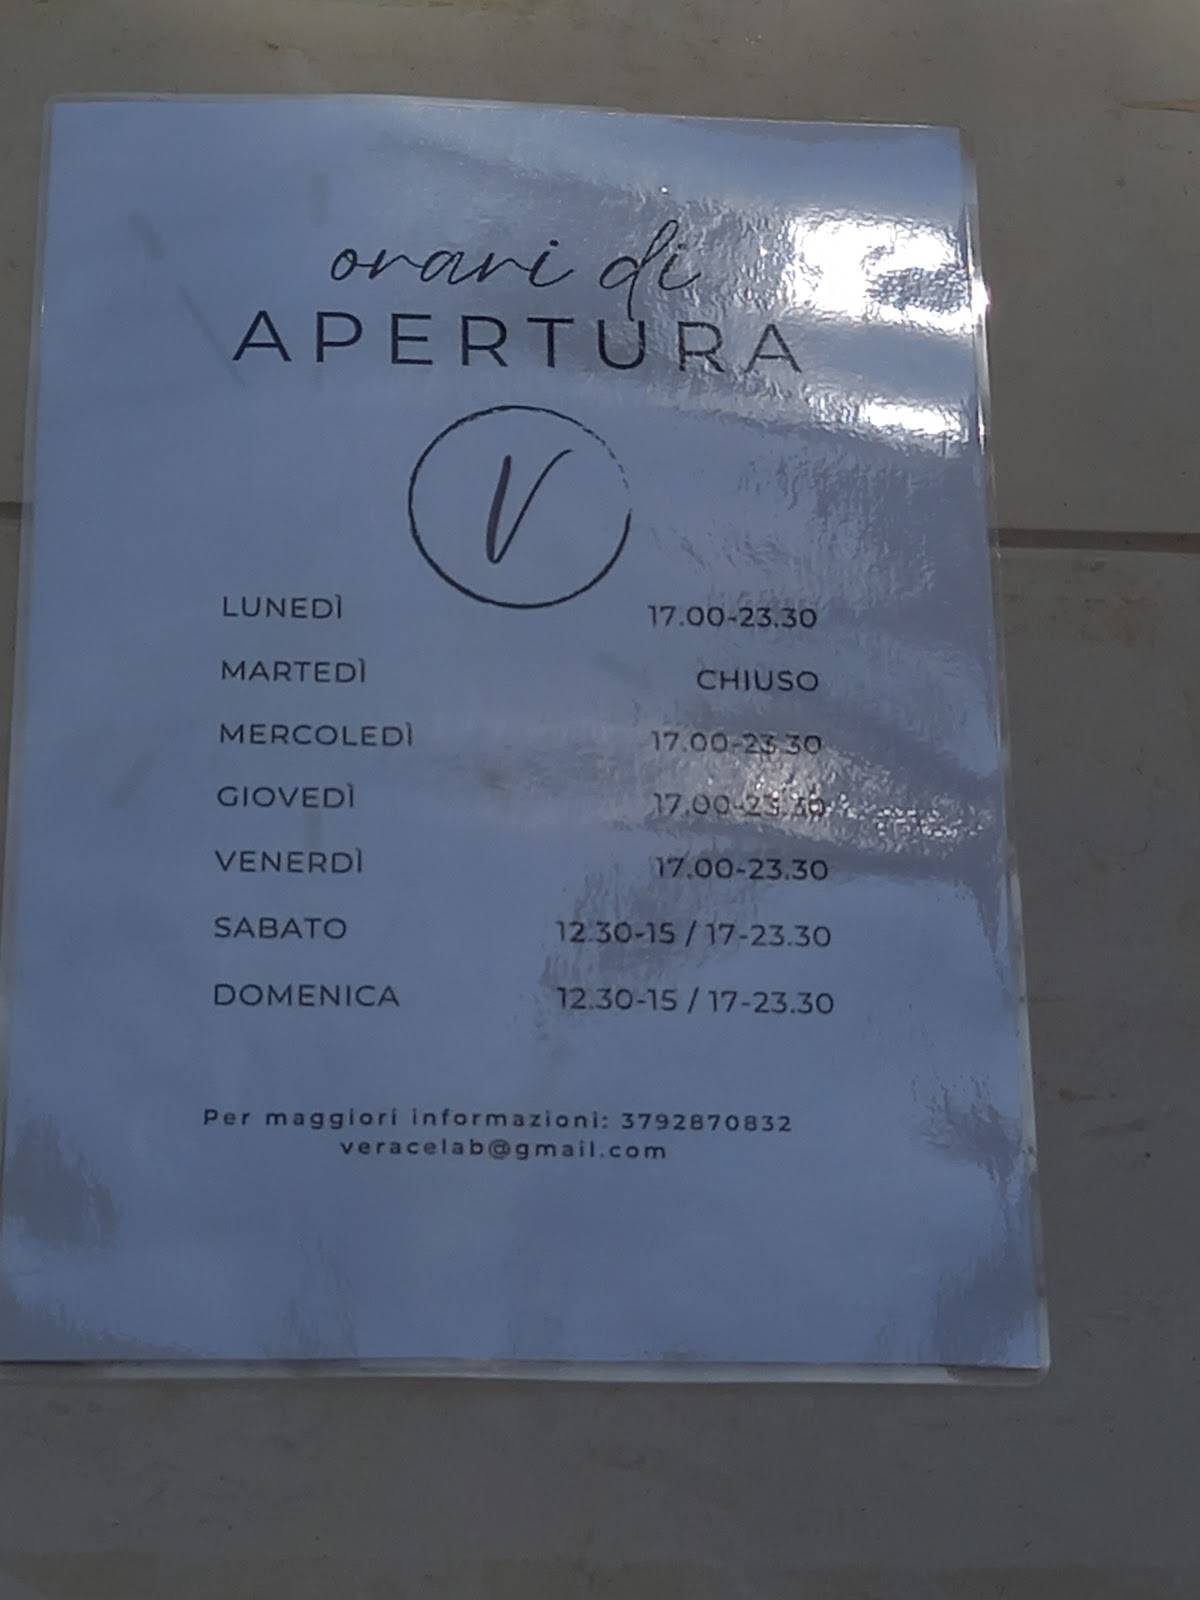 orari di
APERTURA
V
LUNEDÌ 17.00-23.30
MARTEDÌ CHIUSO
MERCOLEDÌ 17.00-23.30
GIOVEDÌ 17.00-23.30
VENERDÌ 17.00-23.30
SABATO 12.30-15 / 17-23.30
DOMENICA 12.30-15 / 17-23.30
Per maggiori informazioni: 3792870832
veracelab@gmail.com